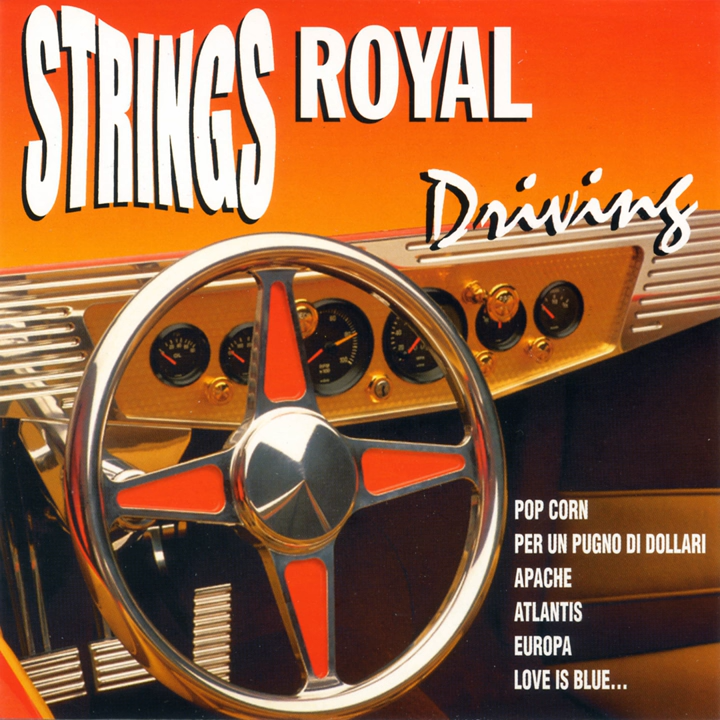 STRINGS ROYAL
Driving
POP CORN
PER UN PUGNO DI DOLLARI
APACHE
ATLANTIS
EUROPA
LOVE IS BLUE...